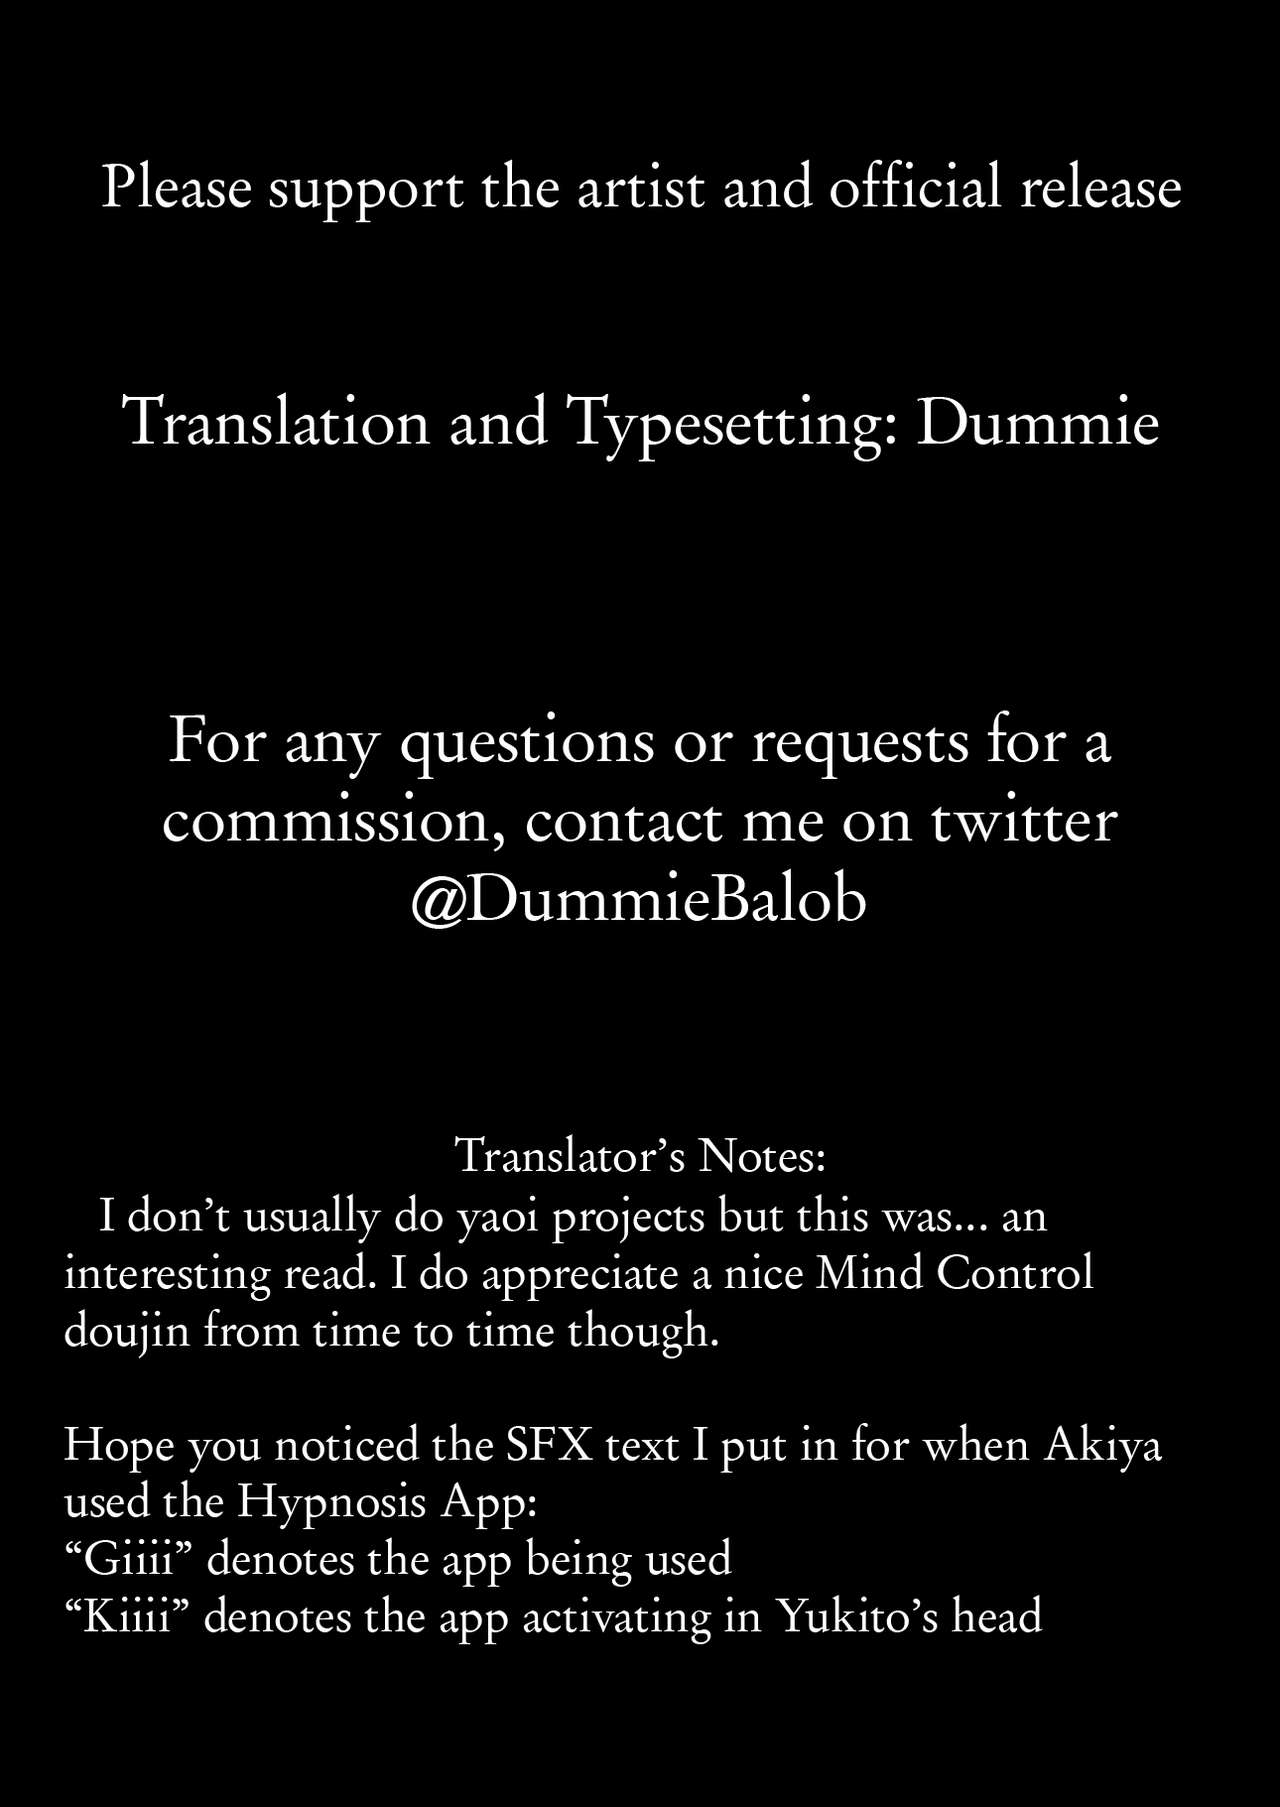 Please support the artist and official release
Translation and Typesetting: Dummie
For any questions or requests for a
commission, contact me on twitter
@DummieBalob
Translator’s Notes:
I don’t usually do yaoi projects but this was... an
interesting read. I do appreciate a nice Mind Control
doujin from time to time though.
Hope you noticed the SFX text I put in for when Akiya
used the Hypnosis App:
“Giiii” denotes the app being used
“Kiiii” denotes the app activating in Yukito’s head